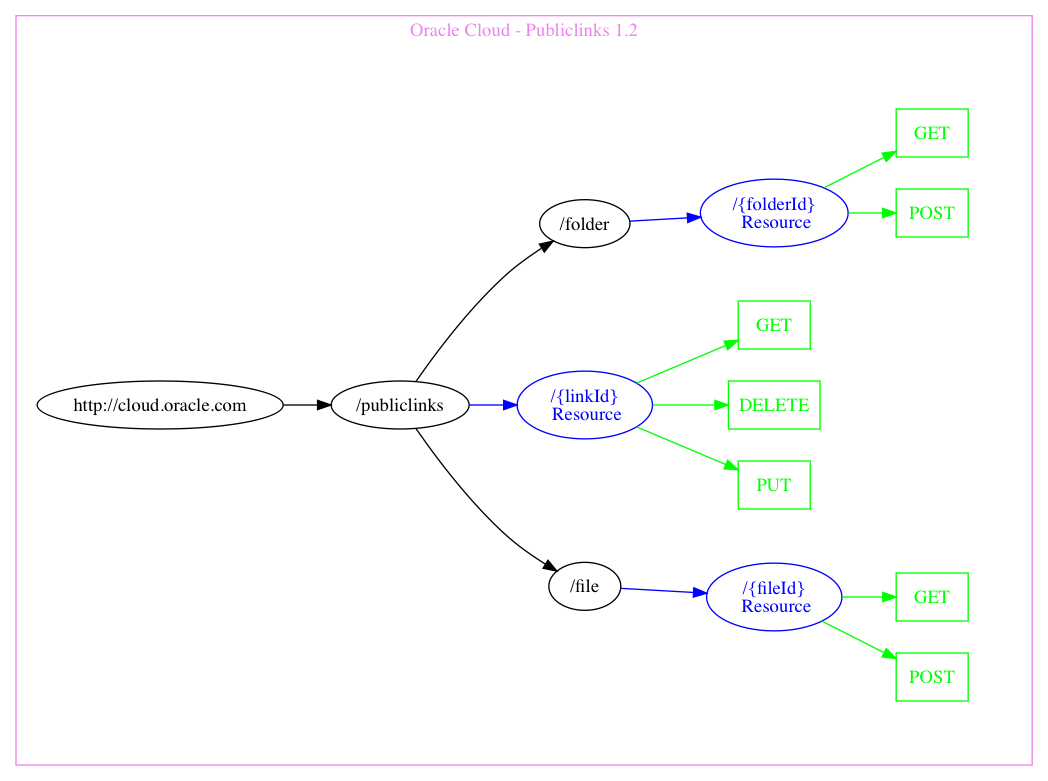 Oracle Cloud - Publiclinks 1.2
http://cloud.oracle.com
/publiclinks
/folder
/{folderId}
Resource
GET
POST
/{linkId}
Resource
GET
DELETE
PUT
/file
/{fileId}
Resource
GET
POST